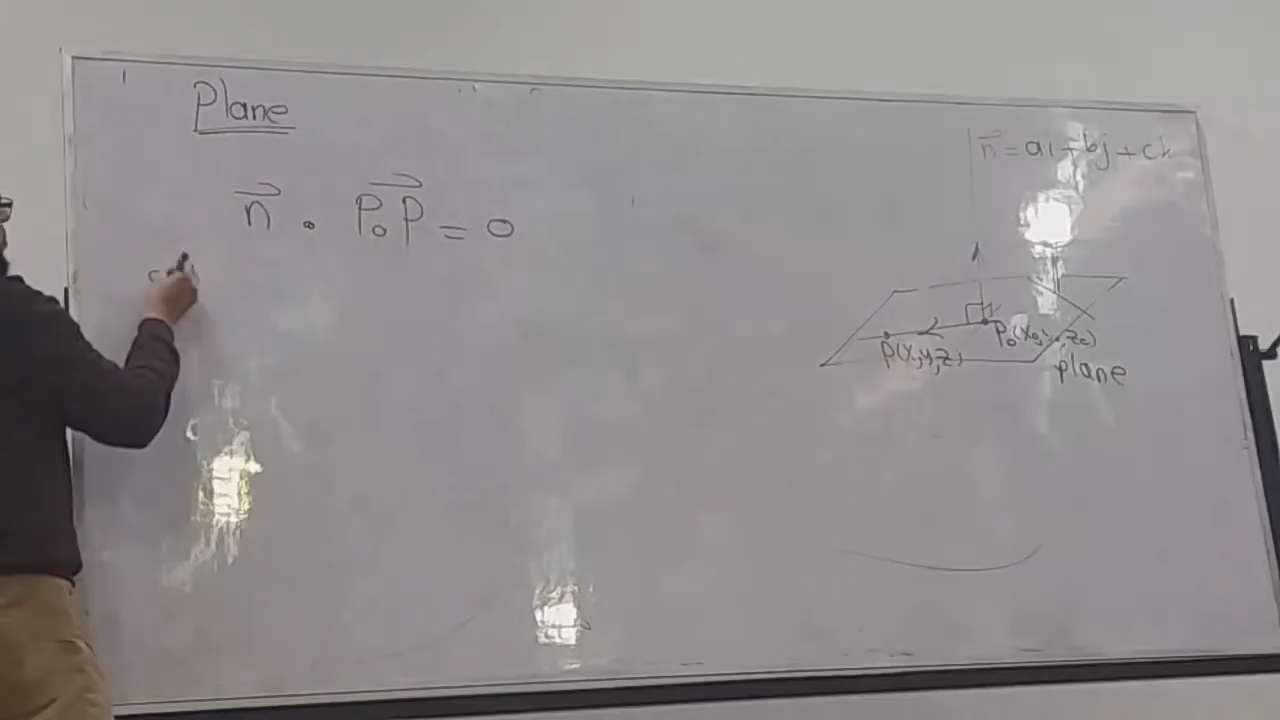 Plane
n⃗ . P₀P⃗ = 0
n⃗ = ai + bj + ck
P₀(x₀, y₀, z₀)
P(x,y,z)
plane